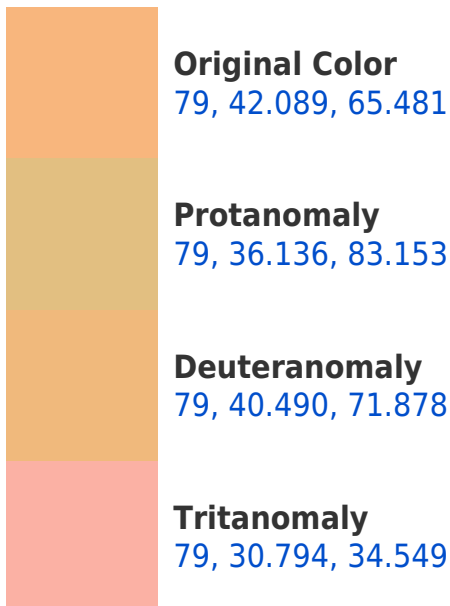 Original Color
79, 42.089, 65.481
Protanomaly
79, 36.136, 83.153
Deuteranomaly
79, 40.490, 71.878
Tritanomaly
79, 30.794, 34.549